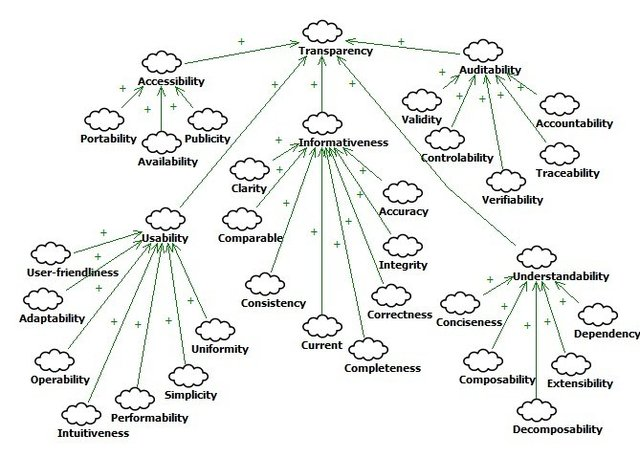 Transparency
+
+
Accessibility
Auditability
+
+
+
+
+
+
+
+
+
+
+
Portability
Publicity
Availability
Validity
Controlability
Accountability
Traceability
Verifiability
Informativeness
+
+
+
+
+
+
+
+
Clarity
Comparable
Consistency
Current
Completeness
Correctness
Integrity
Accuracy
Usability
+
+
+
+
+
+
+
User-friendliness
Adaptability
Operability
Intuitiveness
Performability
Simplicity
Uniformity
Understandability
+
+
+
+
+
Conciseness
Composability
Decomposability
Extensibility
Dependency